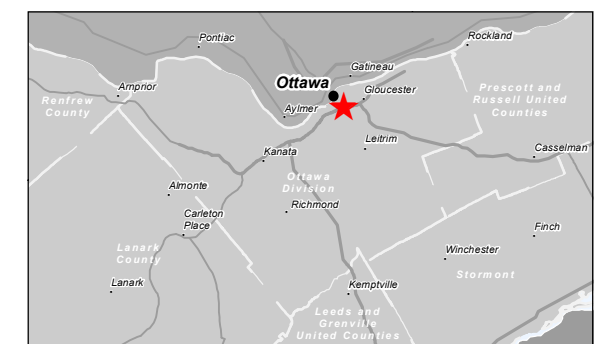 Pontiac
Rockland
Gatineau
Ottawa
Arnprior
Gloucester
Prescott and
Russell United
Counties
Renfrew
County
Aylmer
Leitrim
Casselman
Kanata
Ottawa
Division
Almonte
Richmond
Carleton
Place
Finch
Lanark
County
Winchester
Stormont
Lanark
Kemptville
Leeds and
Grenville
United Counties